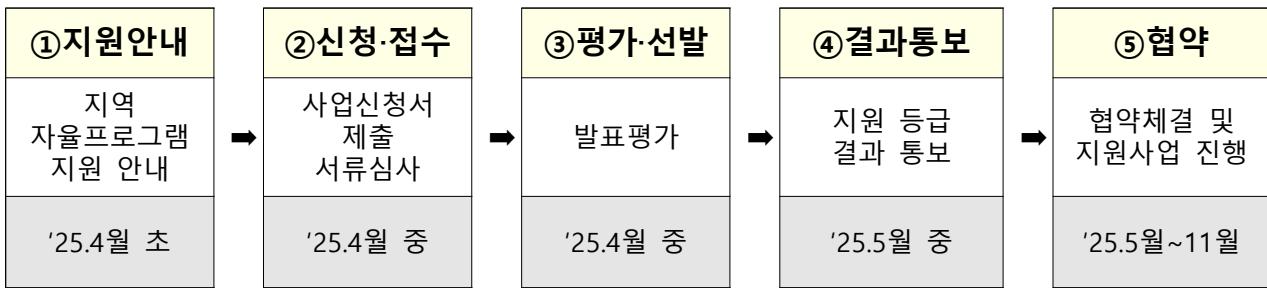 ①지원안내
지역
자율프로그램
지원 안내
'25.4월 초
➡
②신청·접수
사업신청서
제출
서류심사
'25.4월 중
➡
③평가·선발
발표평가
'25.4월 중
➡
④결과통보
지원 등급
결과 통보
'25.5월 중
➡
⑤협약
협약체결 및
지원사업 진행
'25.5월~11월